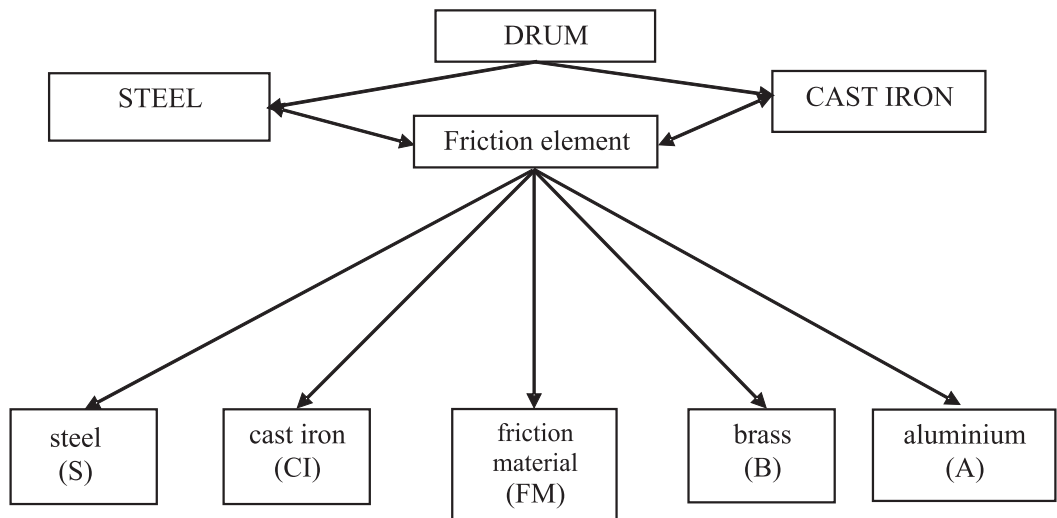 DRUM
STEEL
CAST IRON
Friction element
steel
(S)
cast iron
(CI)
friction
material
(FM)
brass
(B)
aluminium
(A)